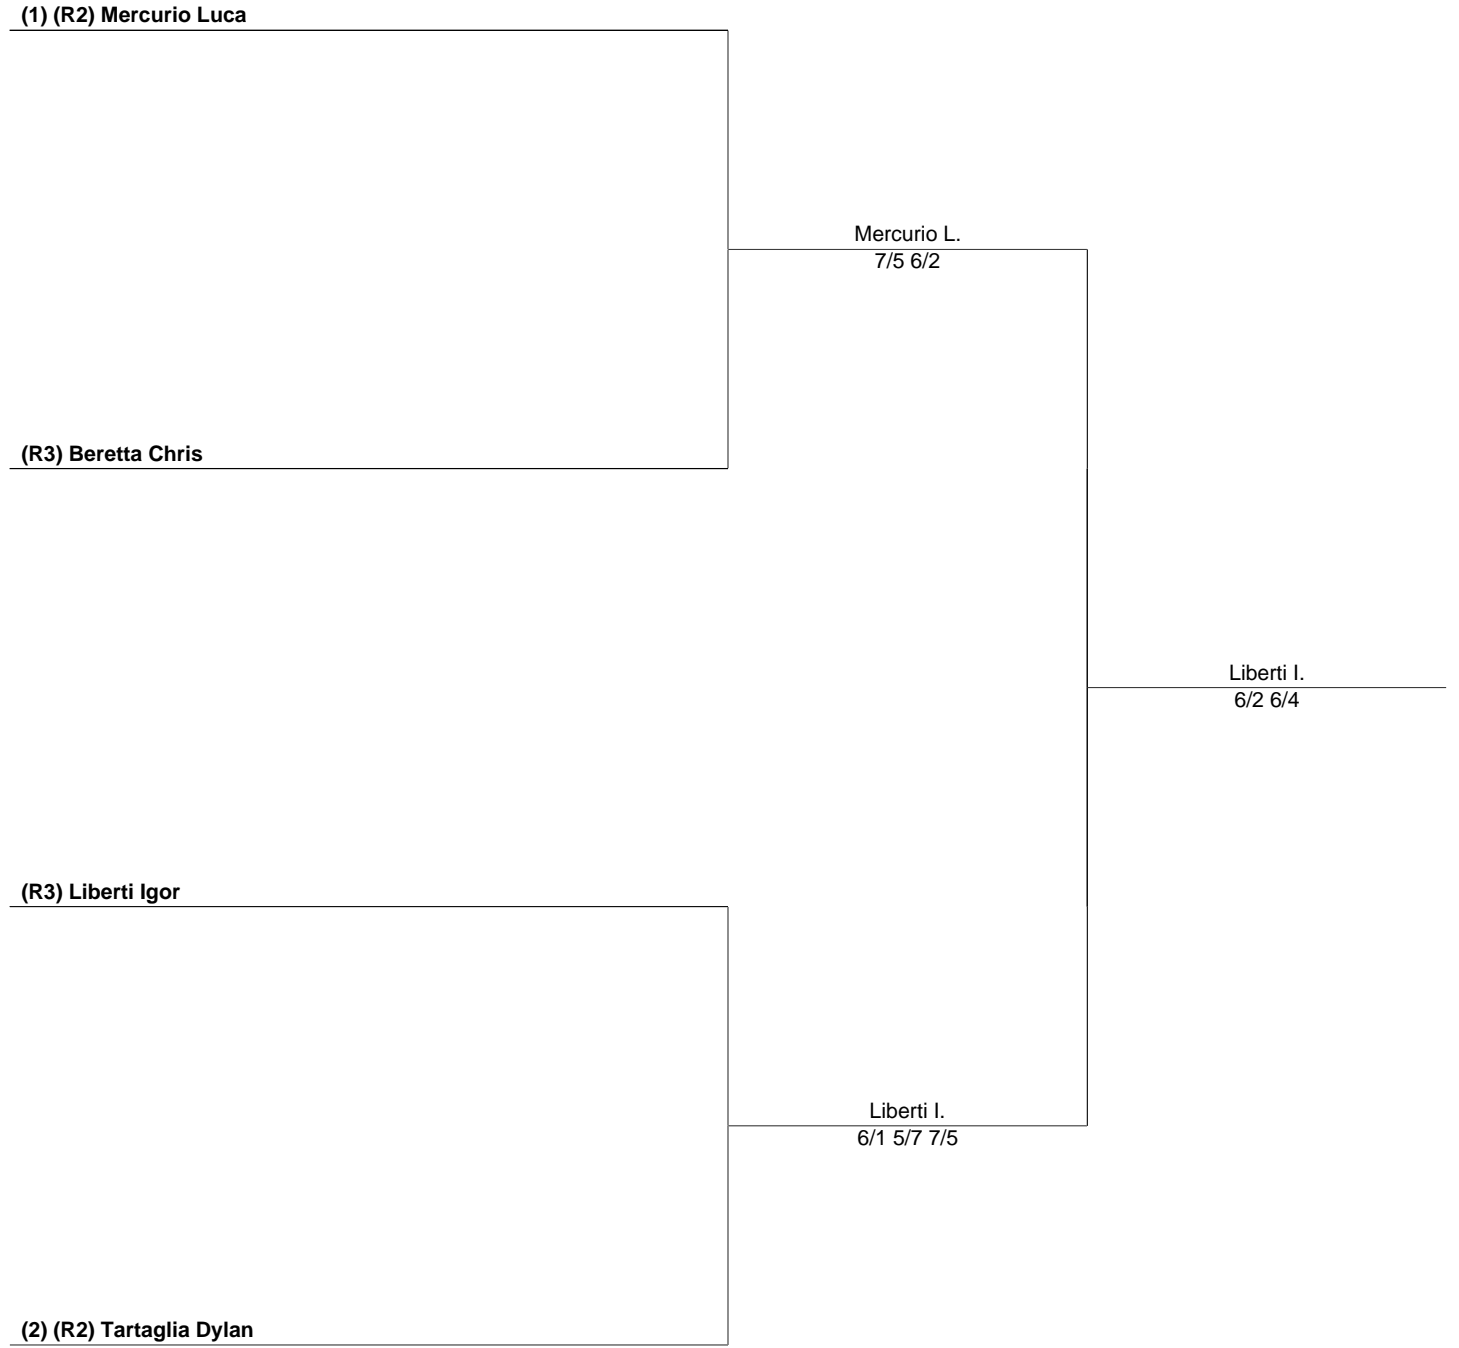 (1) (R2) Mercurio Luca
Mercurio L.
7/5 6/2
(R3) Beretta Chris
Liberti I.
6/2 6/4
(R3) Liberti Igor
Liberti I.
6/1 5/7 7/5
(2) (R2) Tartaglia Dylan